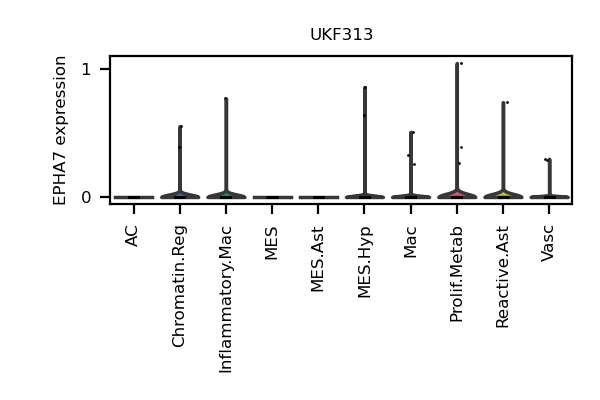 UKF313
EPHA7 expression
1
0
AC
Chromatin.Reg
Inflammatory.Mac
MES
MES.Ast
MES.Hyp
Mac
Prolif.Metab
Reactive.Ast
Vasc